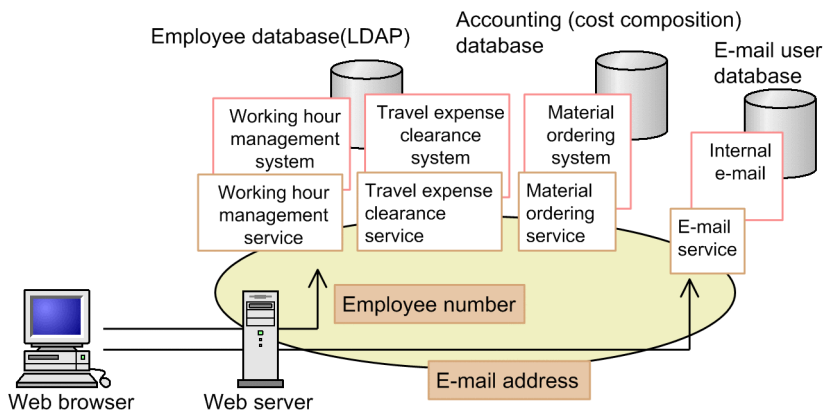 Employee database(LDAP)
Accounting (cost composition)
database
E-mail user
database
Working hour
management
system
Travel expense
clearance
system
Material
ordering
system
Internal
e-mail
Working hour
management
service
Travel expense
clearance
service
Material
ordering
service
E-mail
service
Employee number
E-mail address
Web browser
Web server